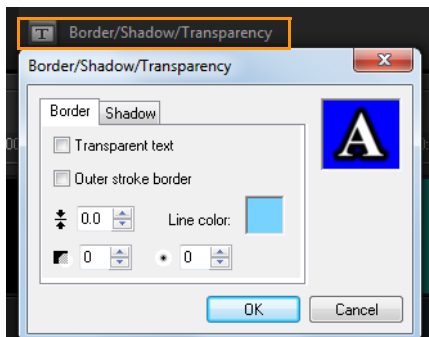 T Border/Shadow/Transparency
Border/Shadow/Transparency
Border Shadow
Transparent text
Outer stroke border
0.0 Line color:
0 0
A
OK Cancel